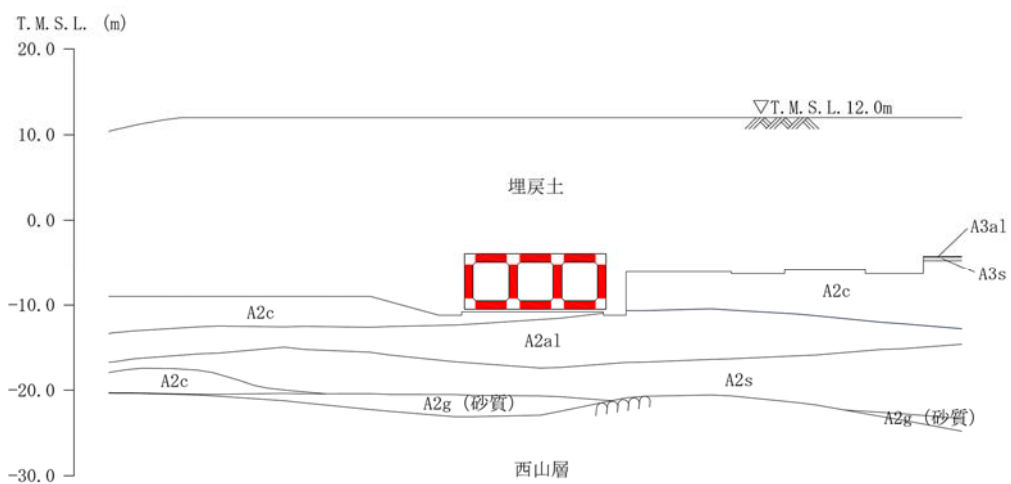 T.M.S.L. (m)
20.0
▽T.M.S.L.12.0m
10.0
埋戻土
0.0
A3al
A3s
A2c
-10.0
A2c
A2al
A2c
A2s
-20.0
A2g (砂質)
A2g (砂質)
西山層
-30.0